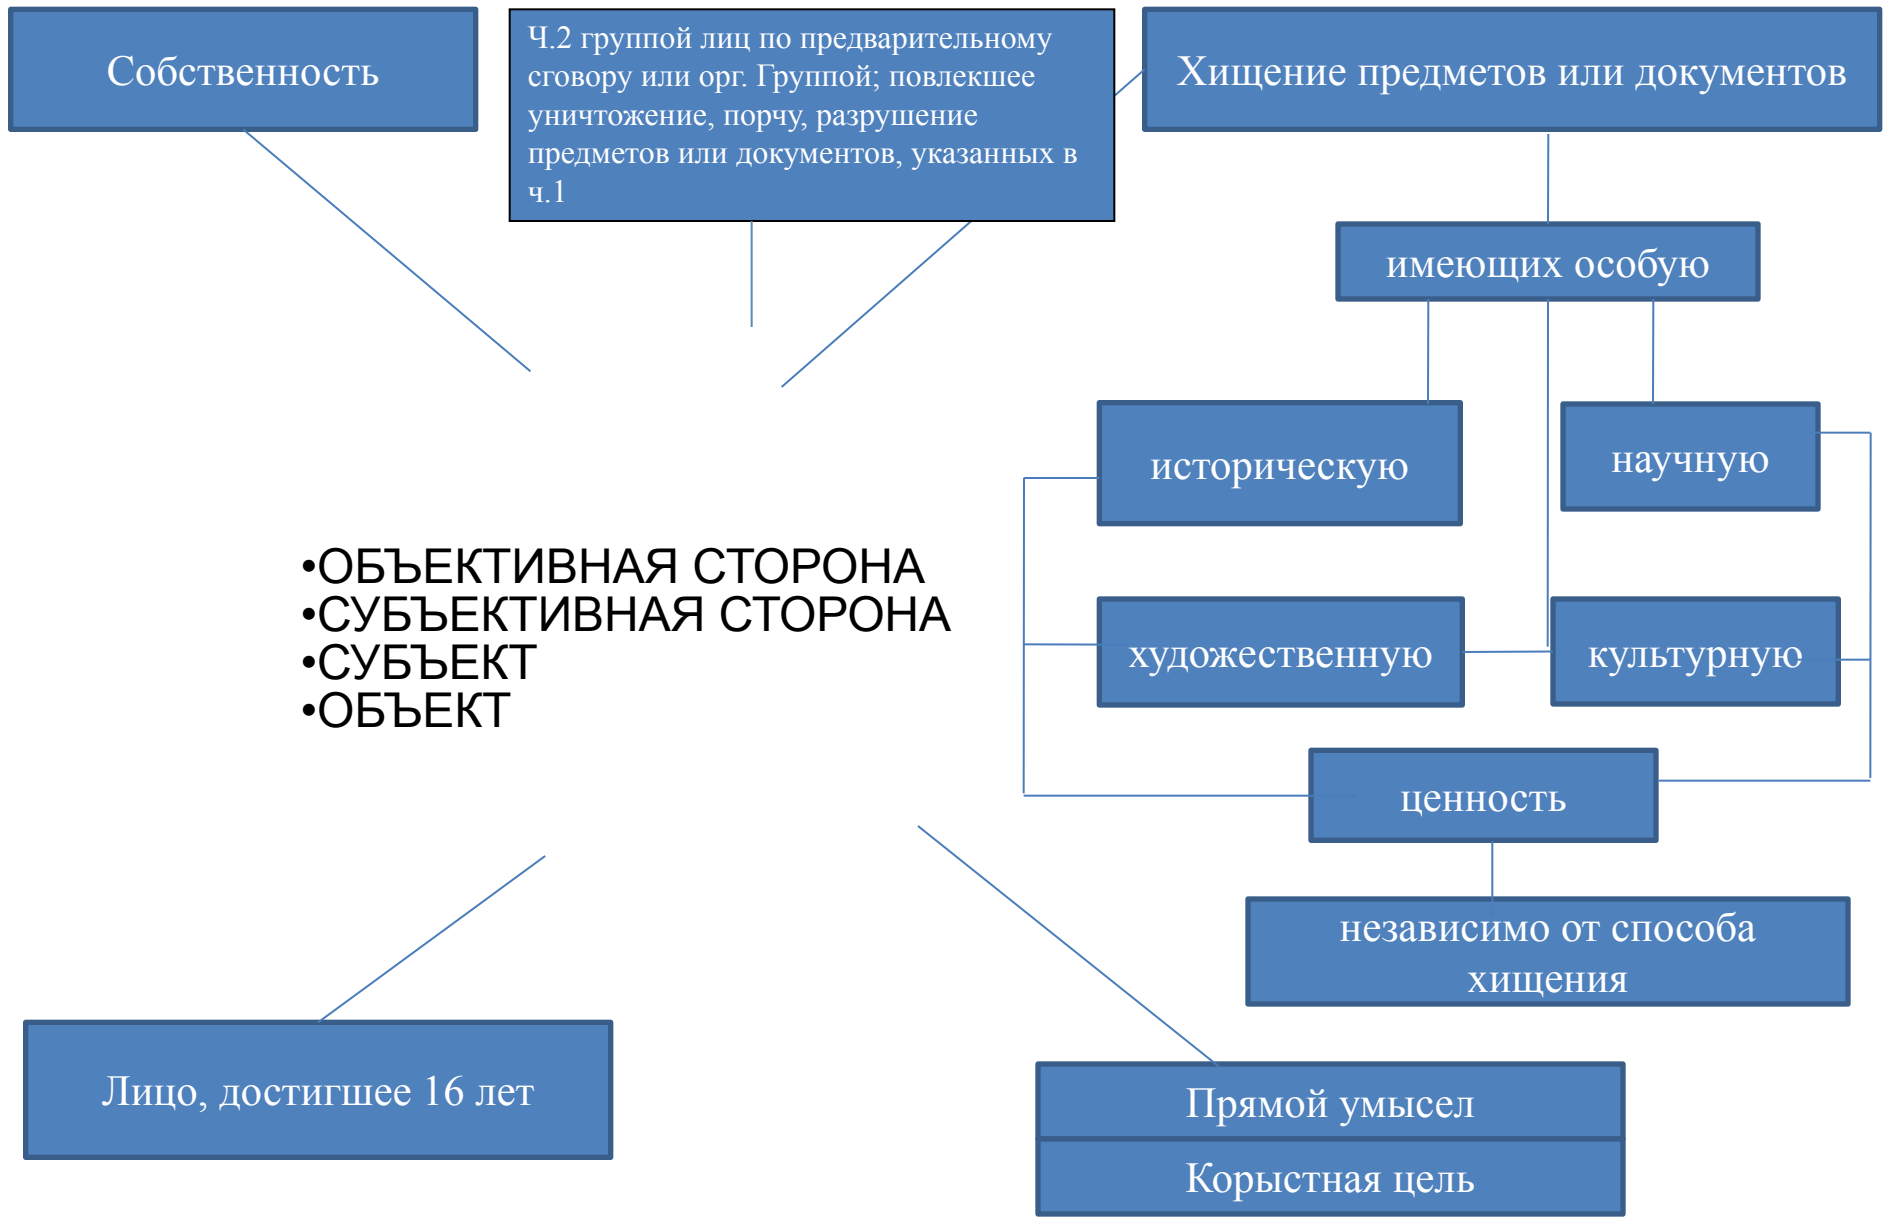 Собственность
Ч.2 группой лиц по предварительному
сговору или орг. Группой; повлекшее
уничтожение, порчу, разрушение
предметов или документов, указанных в
ч.1
Хищение предметов или документов
имеющих особую
историческую
научную
художественную
культурную
ценность
независимо от способа
хищения
•ОБЪЕКТИВНАЯ СТОРОНА
•СУБЪЕКТИВНАЯ СТОРОНА
•СУБЪЕКТ
•ОБЪЕКТ
Лицо, достигшее 16 лет
Прямой умысел
Корыстная цель